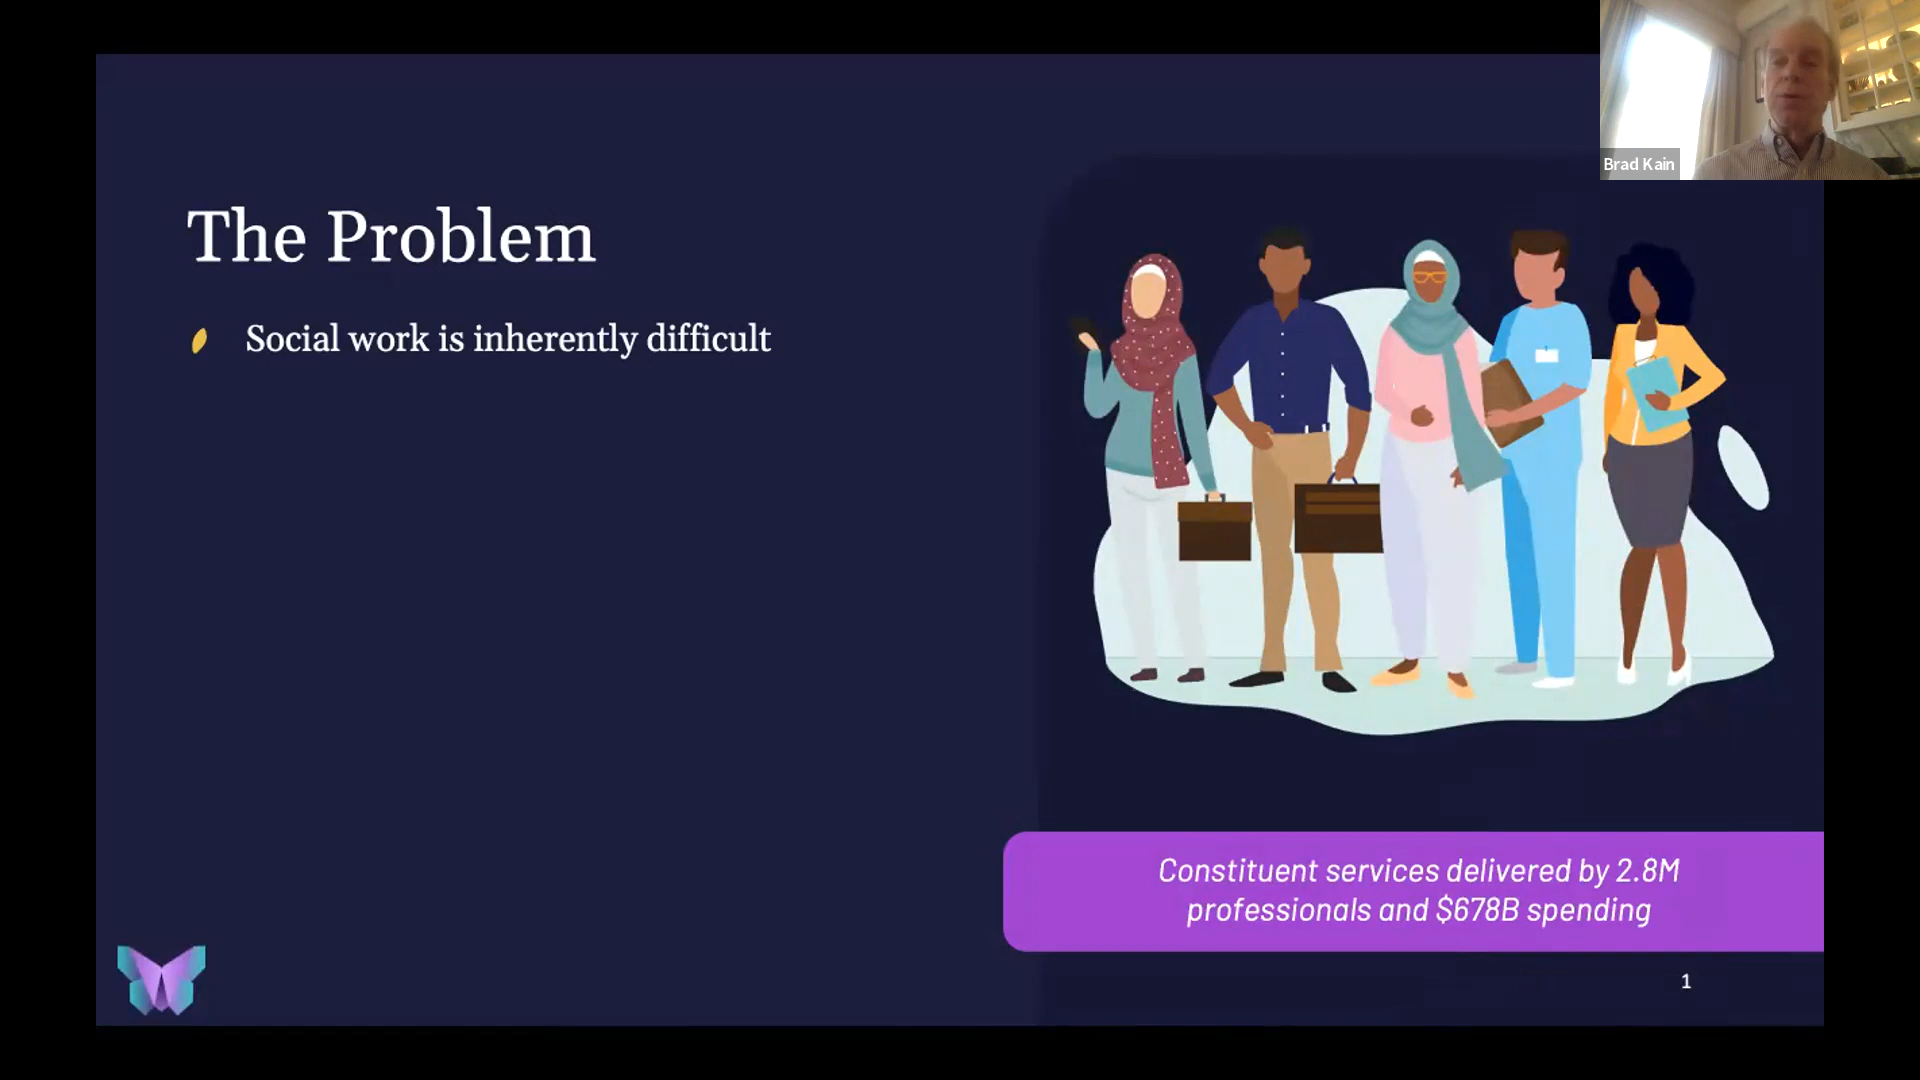 Brad Kain
The Problem
Social work is inherently difficult
Constituent services delivered by 2.8M
professionals and $678B spending
1